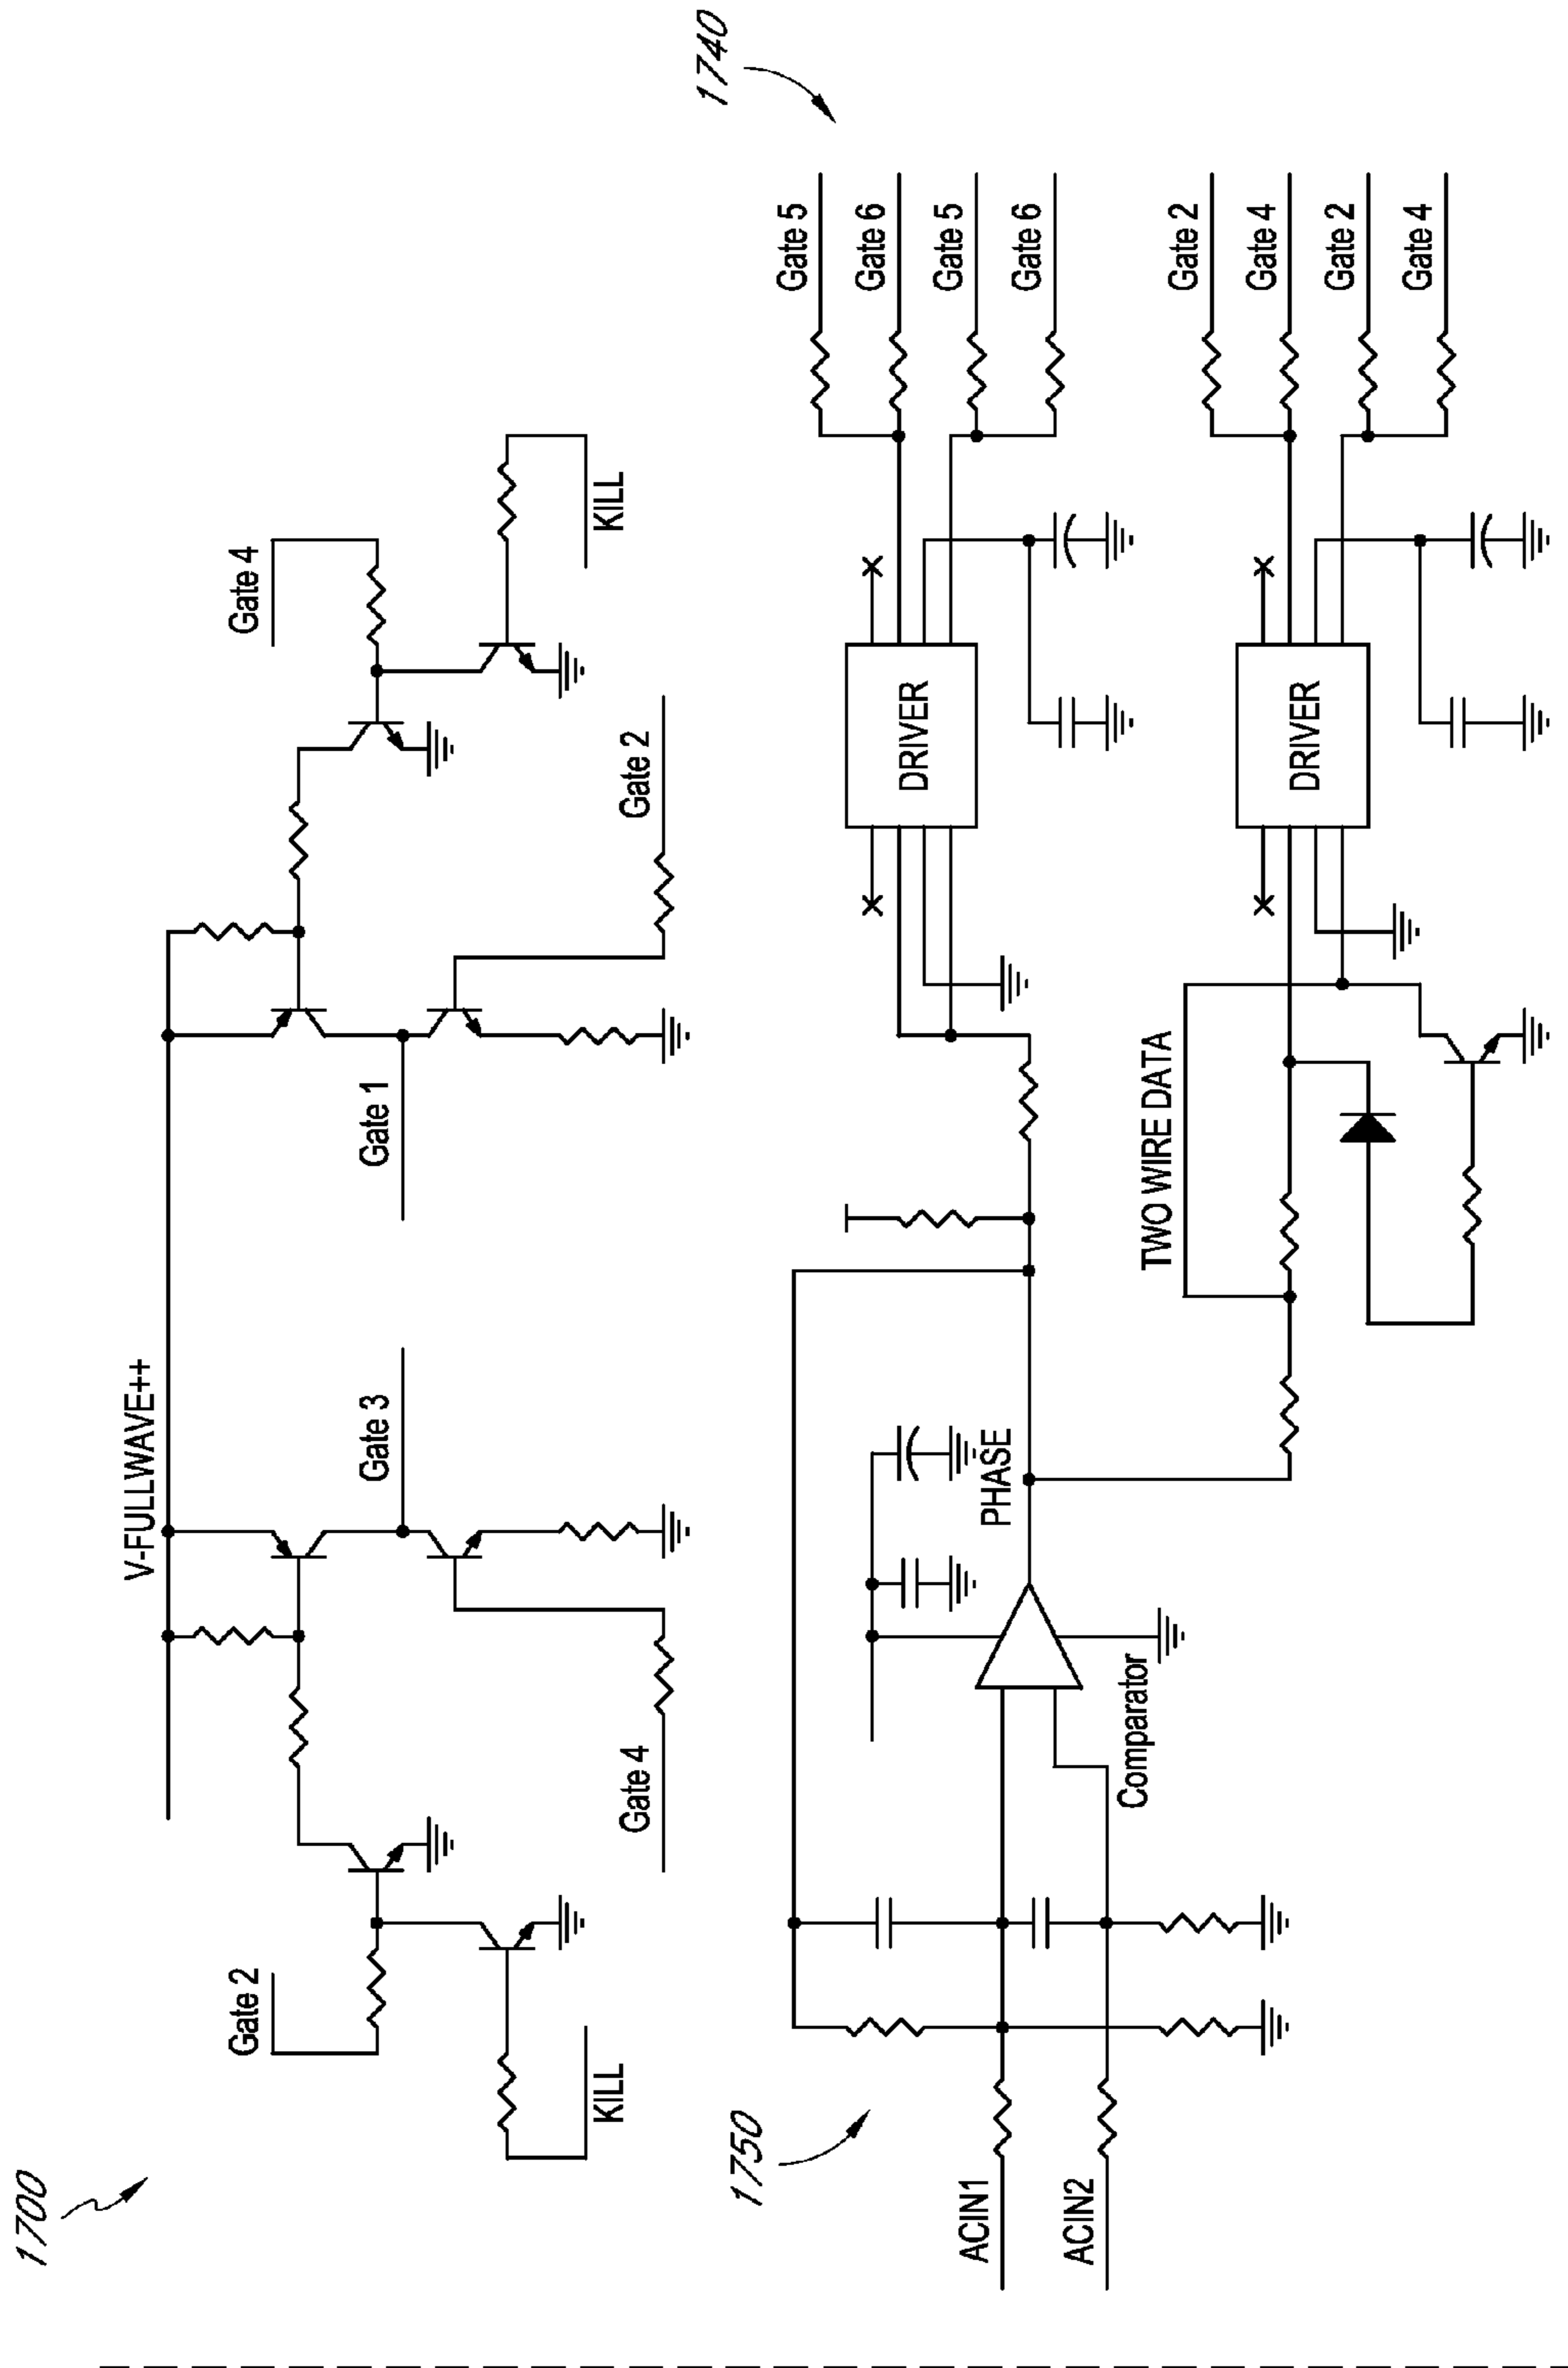 1700
V-FULLWAVE++
Gate 2
KILL
Gate 4
Gate 3
Gate 1
Gate 2
Gate 4
KILL
1740
1750
ACIN1
ACIN2
Comparator
PHASE
TWO WIRE DATA
DRIVER
Gate 5
Gate 6
Gate 5
Gate 6
DRIVER
Gate 2
Gate 4
Gate 2
Gate 4